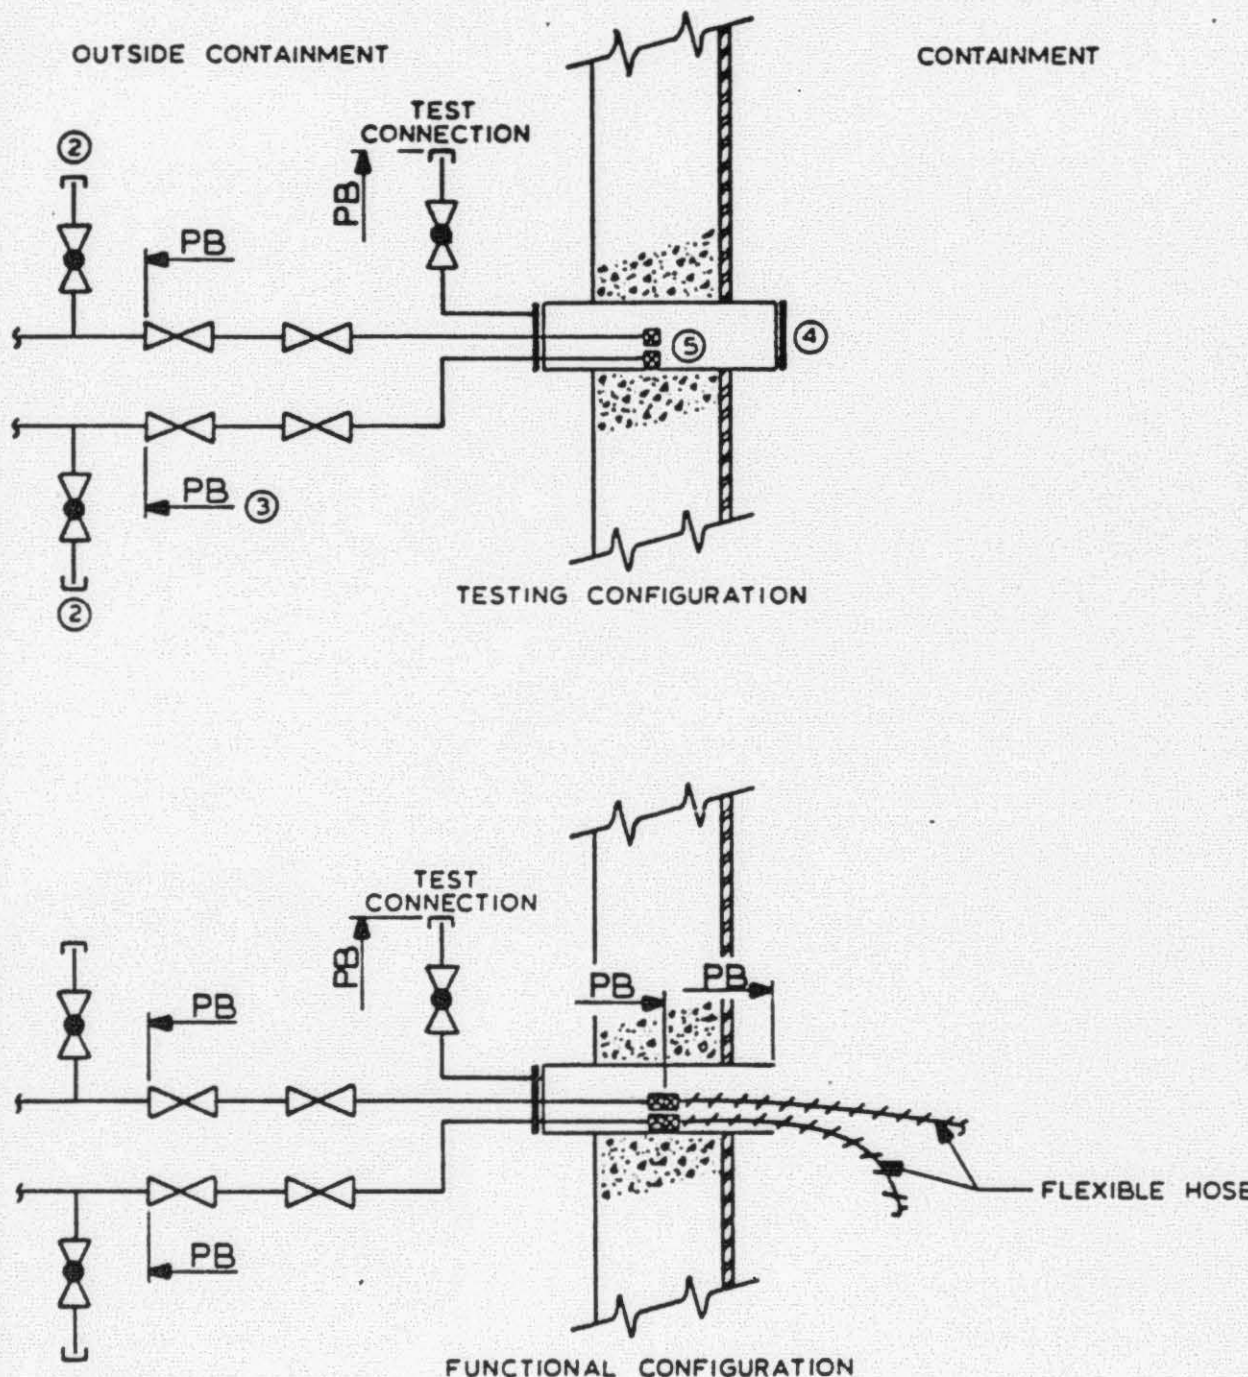 OUTSIDE CONTAINMENT
CONTAINMENT
TEST
CONNECTION
②
PB
PB
⑤
④
PB ③
②
TESTING CONFIGURATION
TEST
CONNECTION
PB
PB
PB
PB
FLEXIBLE HOSE
PB
FUNCTIONAL CONFIGURATION